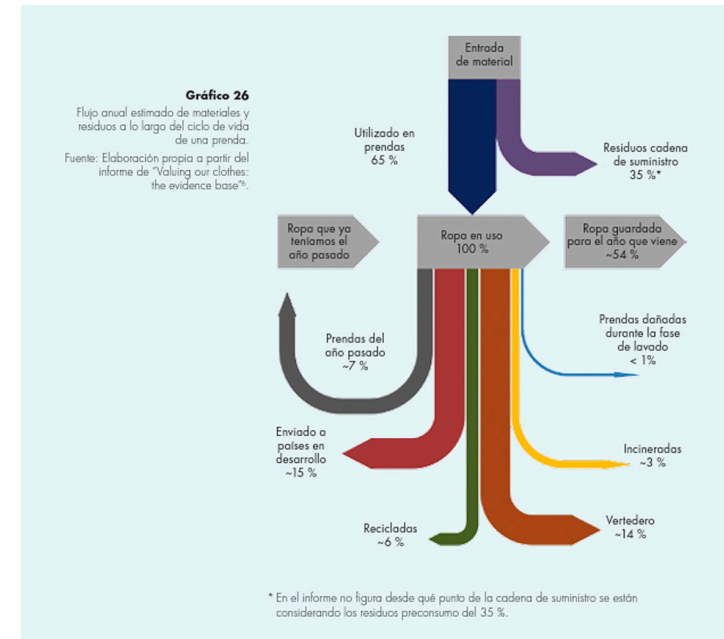 Gráfico 26
Flujo anual estimado de materiales y
residuos a lo largo del ciclo de vida
de una prenda.
Fuente: Elaboración propia a partir del
informe de “Valuing our clothes:
the evidence base”⁶.
Entrada
de material
Utilizado en
prendas
65 %
Residuos cadena
de suministro
35 %*
Ropa que ya
teníamos el
año pasado
Ropa en uso
100 %
Ropa guardada
para el año que viene
~54 %
Prendas del
año pasado
~7 %
Prendas dañadas
durante la fase
de lavado
< 1%
Enviado a
países en
desarrollo
~15 %
Incineradas
~3 %
Recicladas
~6 %
Vertedero
~14 %
* En el informe no figura desde qué punto de la cadena de suministro se están
considerando los residuos preconsumo del 35 %.